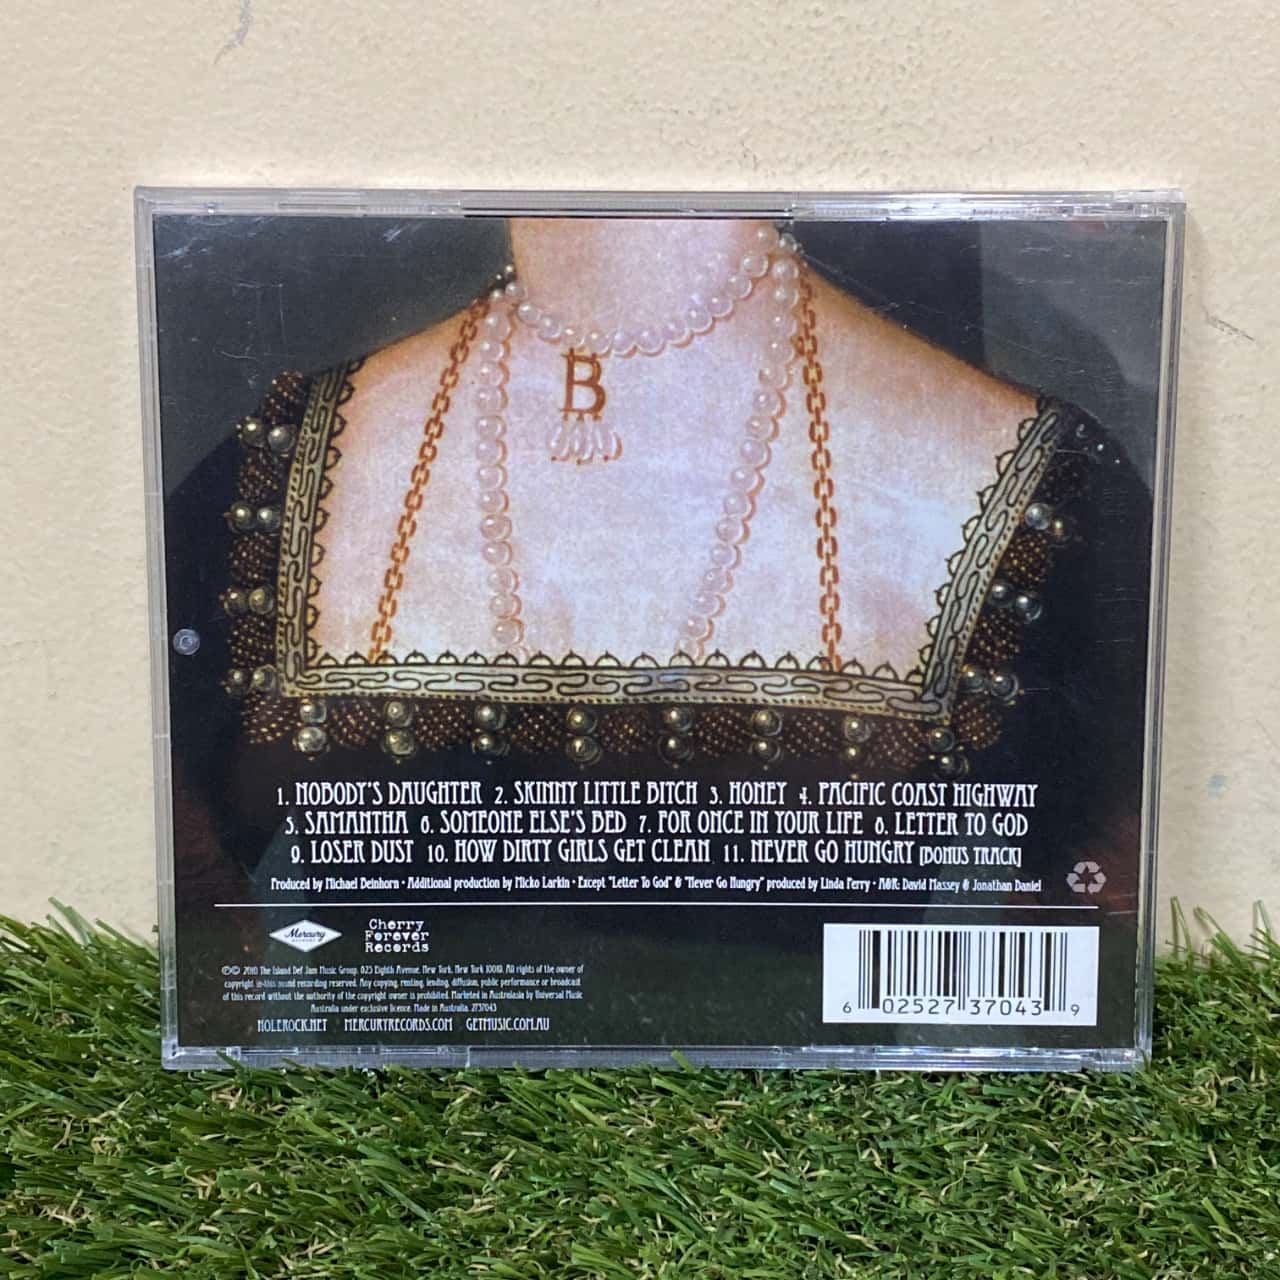 B
1. NOBODY'S DAUGHTER 2. SKINNY LITTLE BITCH 3. HONEY 4. PACIFIC COAST HIGHWAY
5. SAMANTHA 6. SOMEONE ELSE'S BED 7. FOR ONCE IN YOUR LIFE 8. LETTER TO GOD
9. LOSER DUST 10. HOW DIRTY GIRLS GET CLEAN 11. NEVER GO HUNGRY [BONUS TRACK]
Produced by Michael Beinhorn • Additional production by Micko Larkin • Except "Letter To God" & "Never Go Hungry" produced by Linda Perry • A&R: David Massey & Jonathan Daniel
Mercury
RECORDS
Cherry
Forever
Records
℗© 2010 The Island Def Jam Music Group, 825 Eighth Avenue, New York, New York 10019. All rights of the owner of
copyright in this sound recording reserved. Any copying, renting, lending, diffusion, public performance or broadcast
of this record without the authority of the copyright owner is prohibited. Marketed in Australasia by Universal Music
Australia under exclusive licence. Made in Australia. 2737043
HOLEROCK.NET MERCURYRECORDS.COM GETMUSIC.COM.AU
6 02527 37043 9